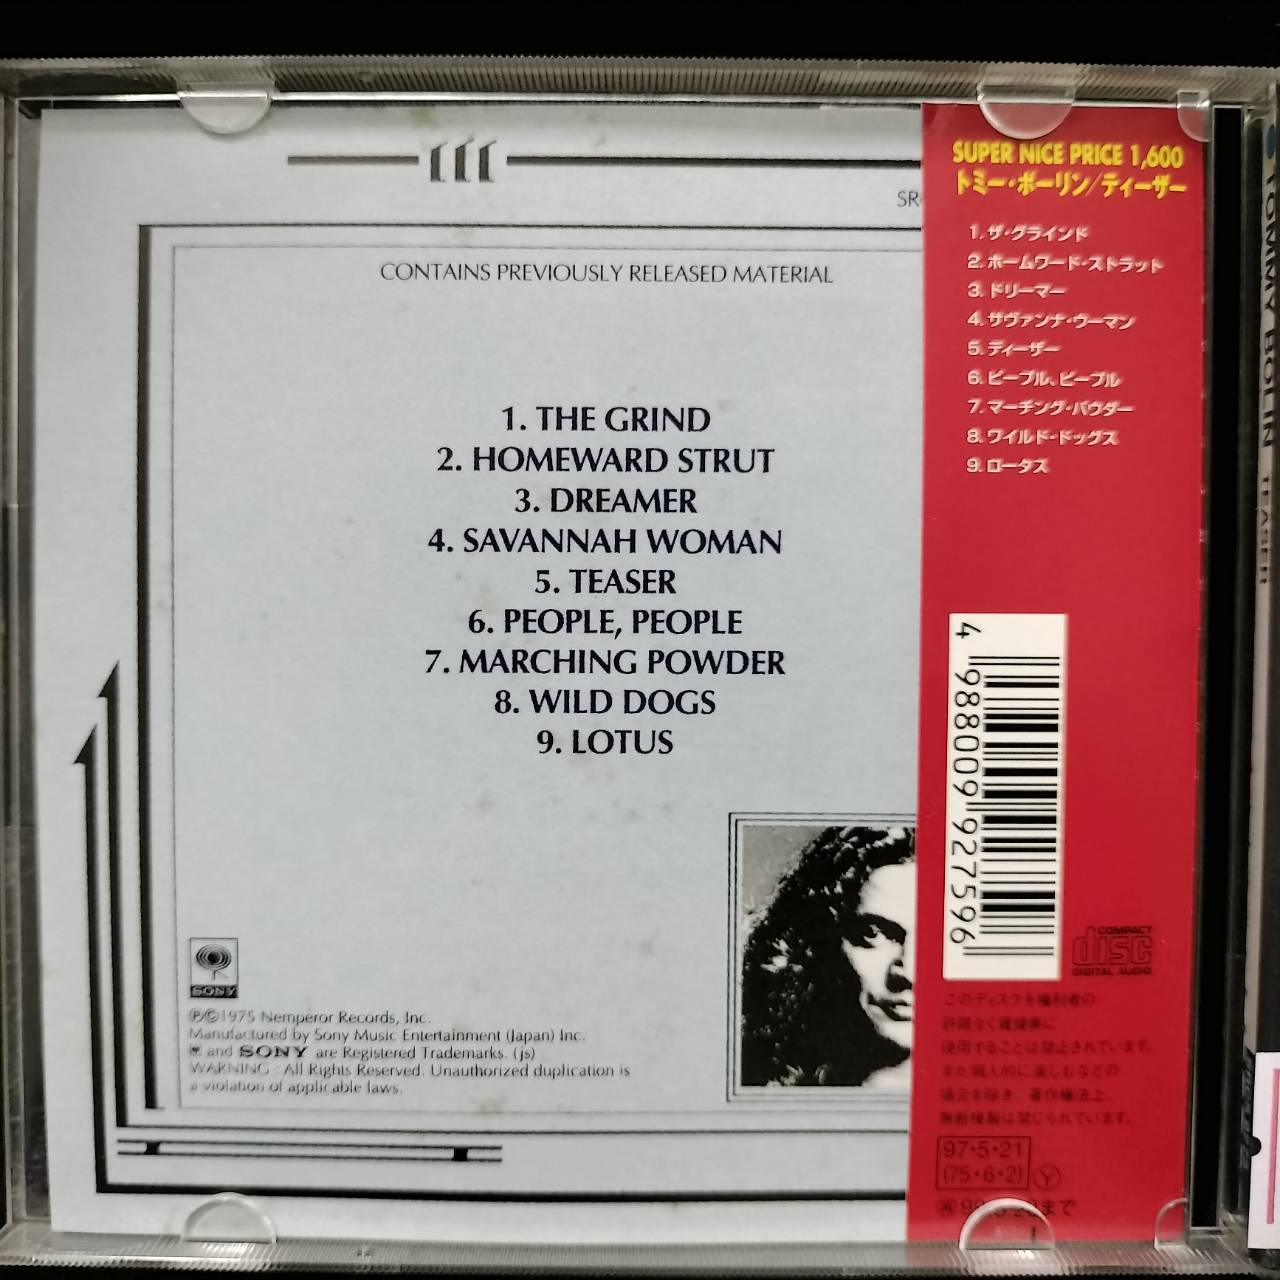 SR
CONTAINS PREVIOUSLY RELEASED MATERIAL
1. THE GRIND
2. HOMEWARD STRUT
3. DREAMER
4. SAVANNAH WOMAN
5. TEASER
6. PEOPLE, PEOPLE
7. MARCHING POWDER
8. WILD DOGS
9. LOTUS
SONY
Ⓟ©1975 Nemperor Records, Inc.
Manufactured by Sony Music Entertainment (Japan) Inc.
and SONY are Registered Trademarks. (js)
WARNING : All Rights Reserved. Unauthorized duplication is
a violation of applicable laws.
SUPER NICE PRICE 1,600
トミー・ボーリン/ティーザー
1. ザ・グラインド
2. ホームワード・ストラット
3. ドリーマー
4. サヴァンナ・ウーマン
5. ティーザー
6. ピープル、ピープル
7. マーチング・パウダー
8. ワイルド・ドッグス
9. ロータス
4 988009 927596
COMPACT
disc
DIGITAL AUDIO
このディスクを権利者の
許諾なく賃貸業に
使用することは禁止されています。
また個人的に楽しむなどの
場合を除き、著作権法上、
無断複製は禁じられています。
97・5・21
(75・6・2) Ⓨ
まで
TOMMY BOLIN TEASER